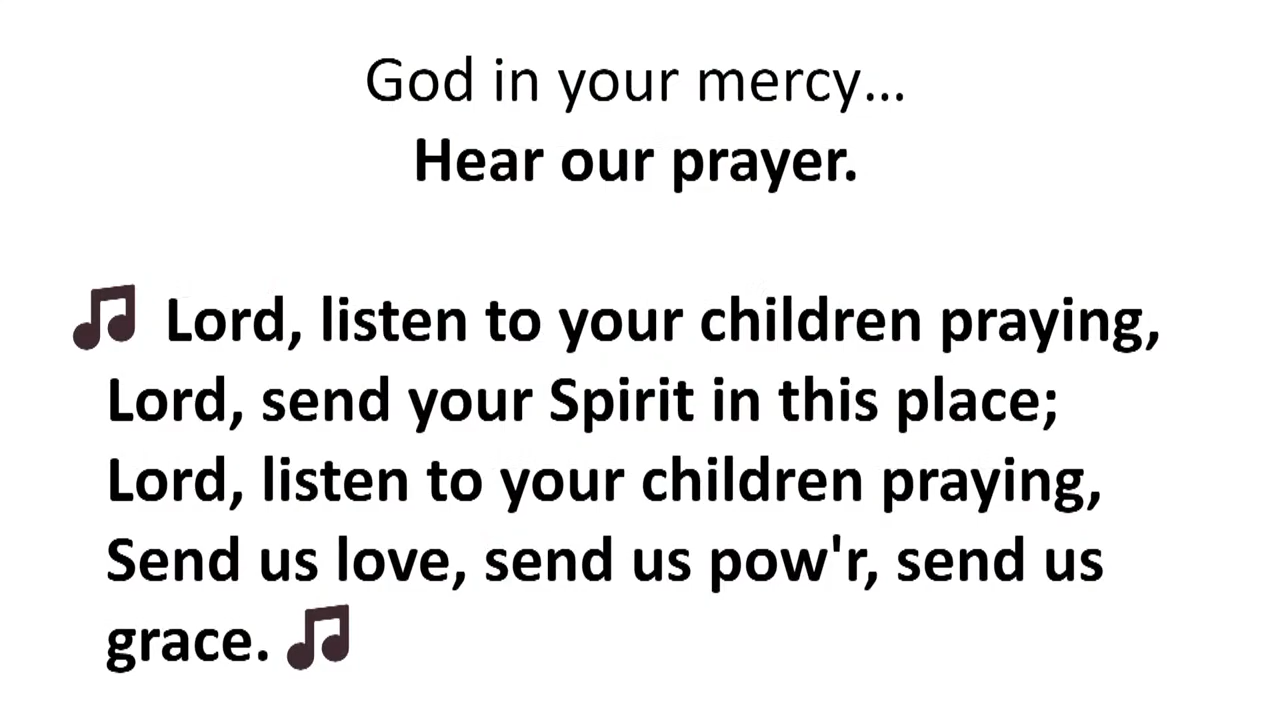 God in your mercy...
Hear our prayer.
🎵 Lord, listen to your children praying,
Lord, send your Spirit in this place;
Lord, listen to your children praying,
Send us love, send us pow'r, send us
grace. 🎵